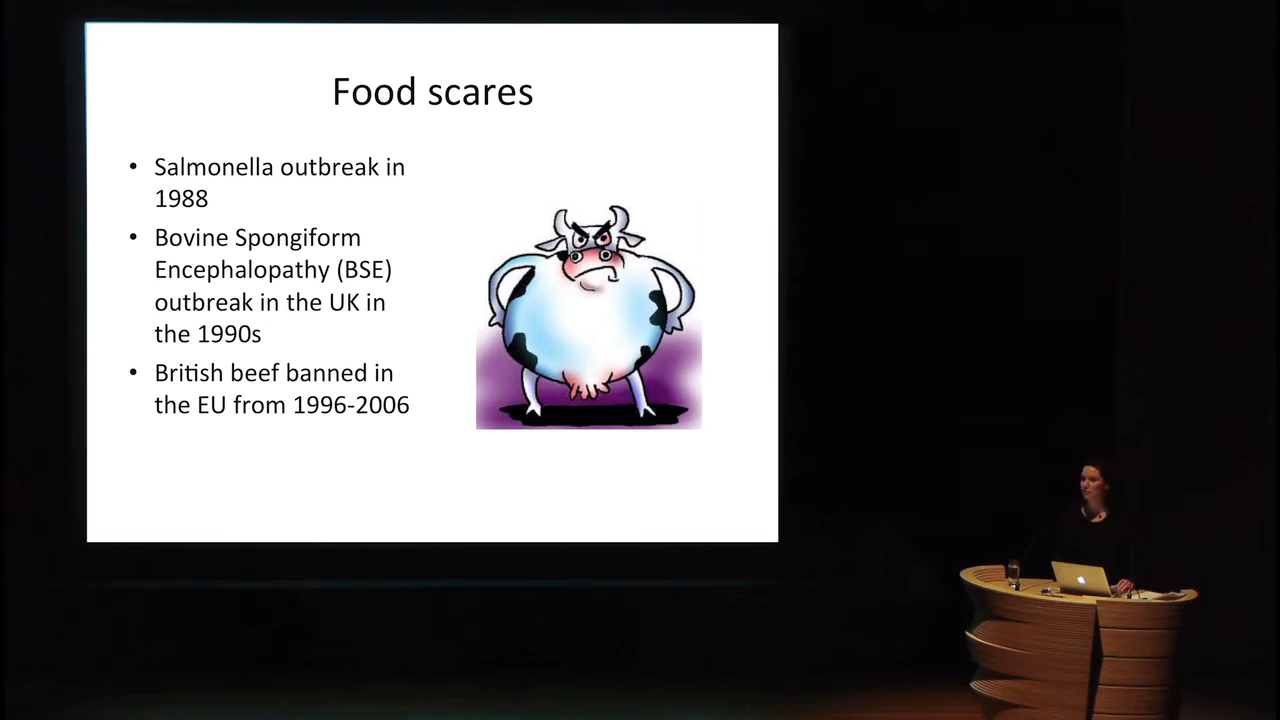 Food scares
• Salmonella outbreak in
1988
• Bovine Spongiform
Encephalopathy (BSE)
outbreak in the UK in
the 1990s
• British beef banned in
the EU from 1996-2006